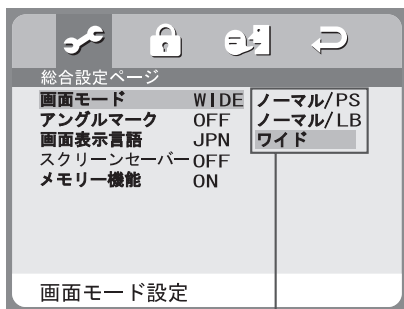 総合設定ページ
画面モード WIDE ノーマル/PS
アングルマーク OFF ノーマル/LB
画面表示言語 JPN ワイド
スクリーンセーバー OFF
メモリー機能 ON
画面モード設定